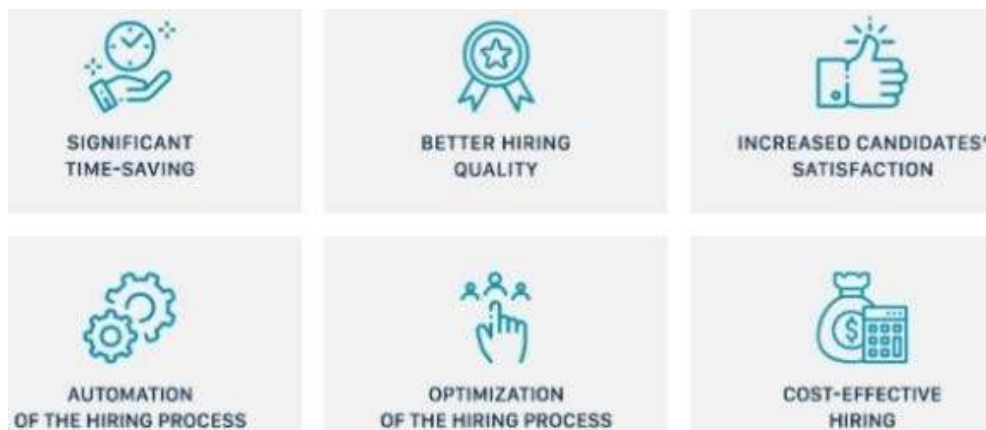 SIGNIFICANT
TIME-SAVING
BETTER HIRING
QUALITY
INCREASED CANDIDATES'
SATISFACTION
AUTOMATION
OF THE HIRING PROCESS
OPTIMIZATION
OF THE HIRING PROCESS
COST-EFFECTIVE
HIRING